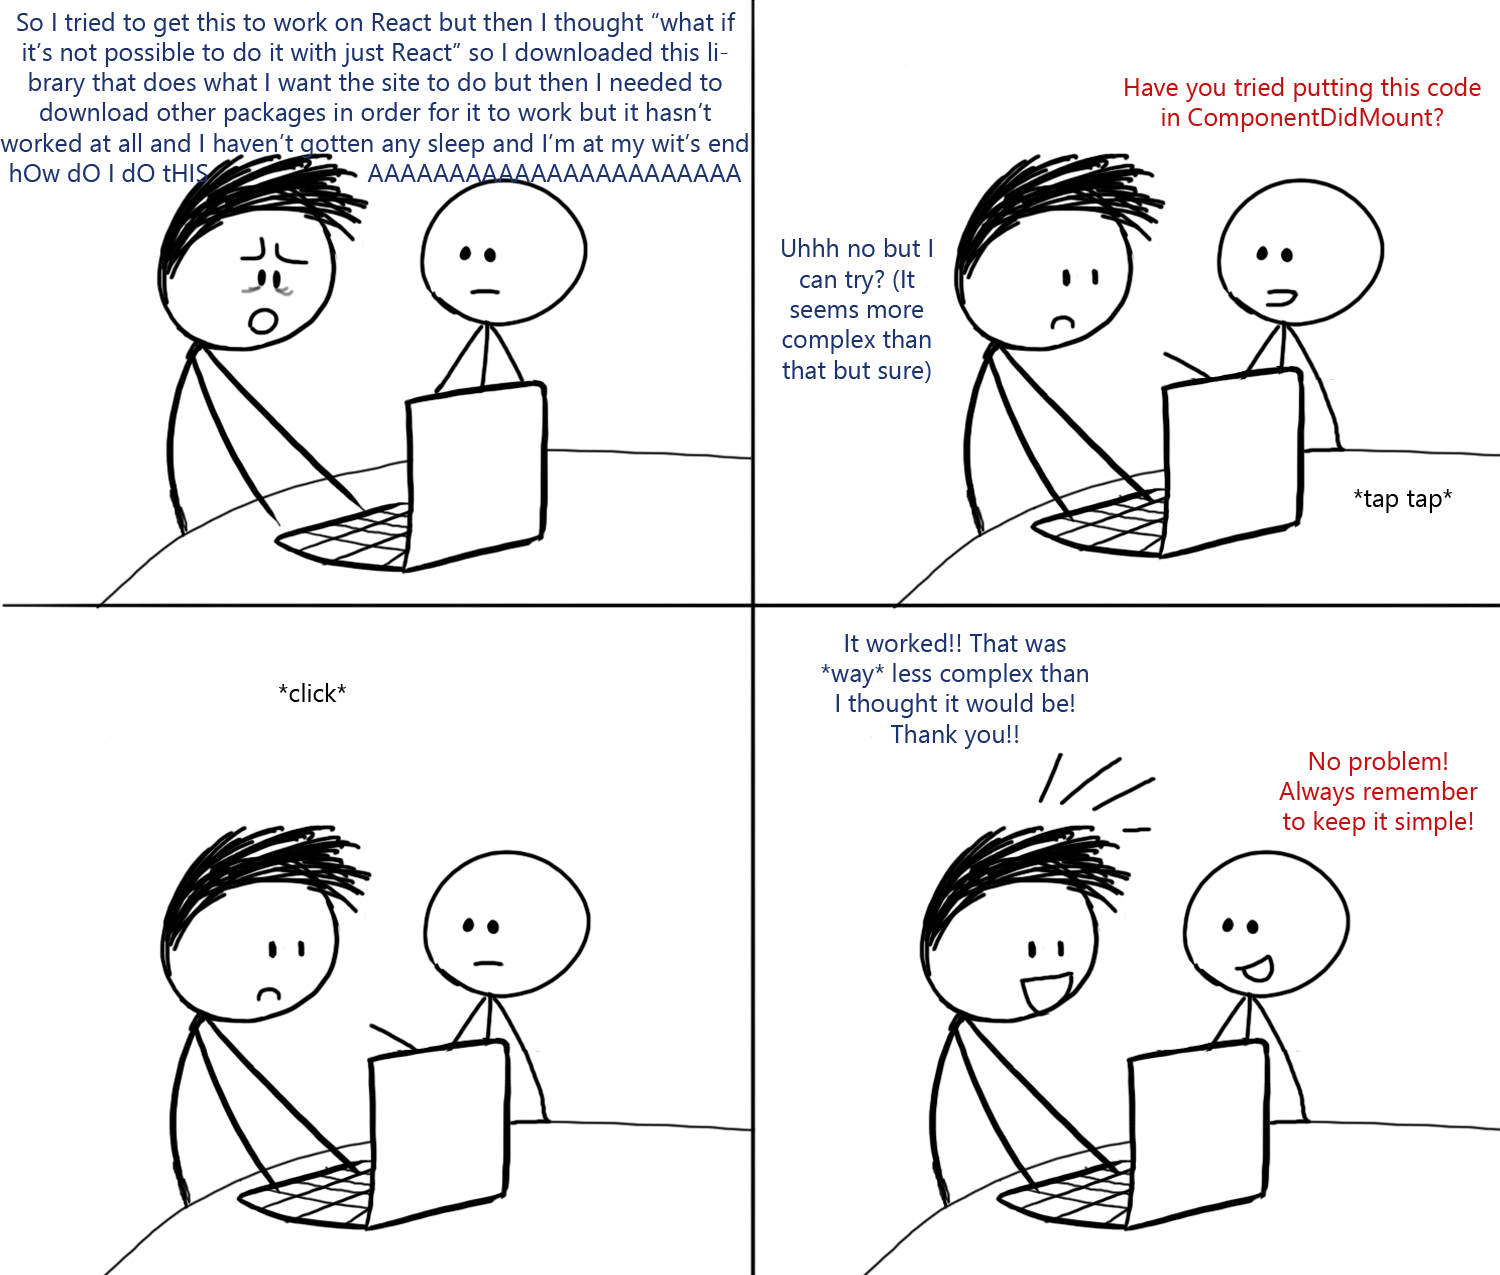 So I tried to get this to work on React but then I thought “what if
it’s not possible to do it with just React” so I downloaded this li-
brary that does what I want the site to do but then I needed to
download other packages in order for it to work but it hasn’t
worked at all and I haven’t gotten any sleep and I’m at my wit’s end
hOw dO I dO tHIS AAAAAAAAAAAAAAAAAAAAAAA
Have you tried putting this code
in ComponentDidMount?
Uhhh no but I
can try? (It
seems more
complex than
that but sure)
*tap tap*
*click*
It worked!! That was
*way* less complex than
I thought it would be!
Thank you!!
No problem!
Always remember
to keep it simple!